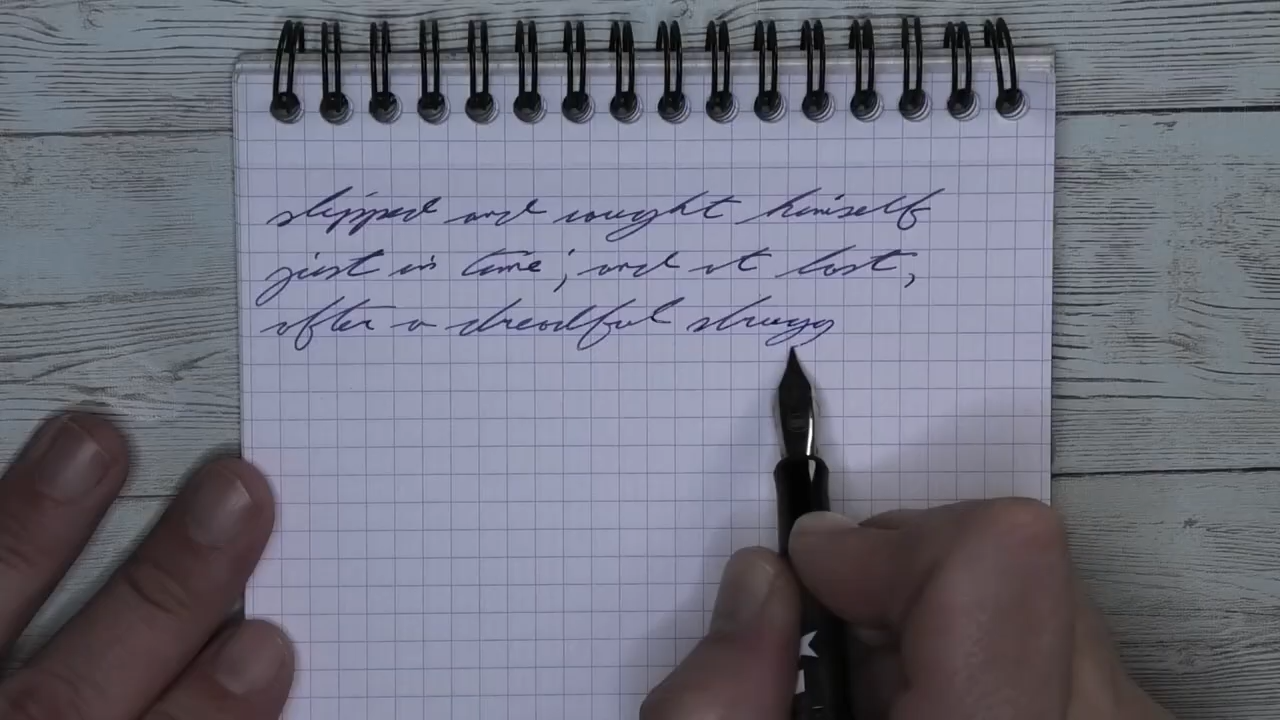 slipped and caught himself
just in time; and at last,
after a dreadful strugg